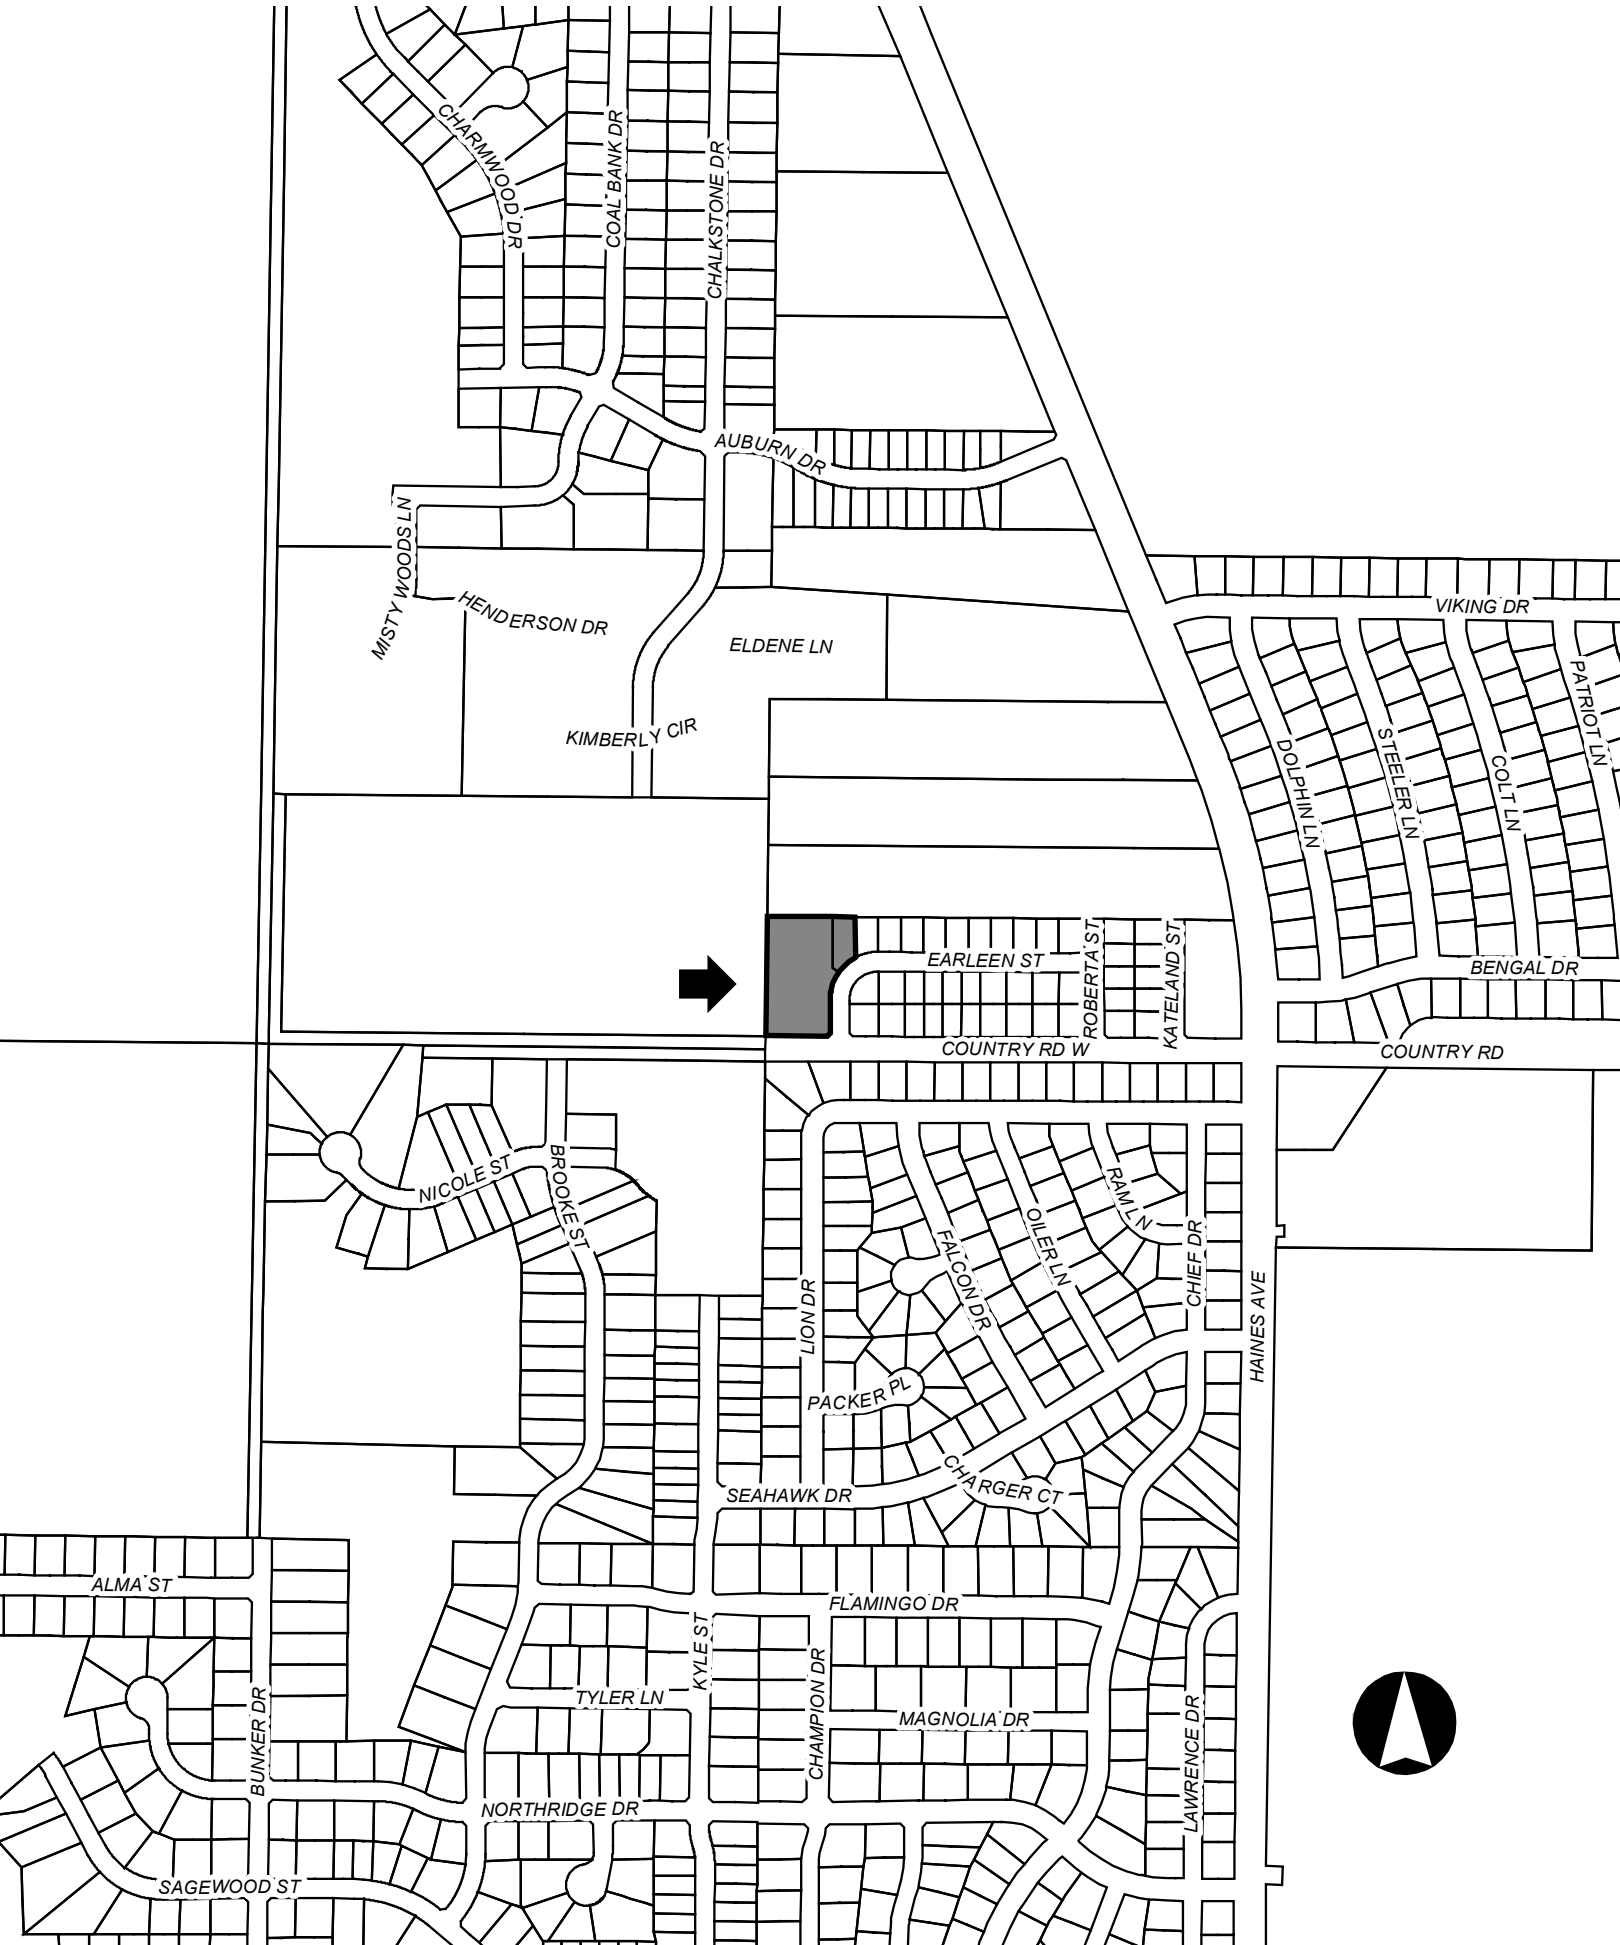 CHARMWOOD DR
COAL BANK DR
CHALKSTONE DR
AUBURN DR
MISTY WOODS LN
HENDERSON DR
ELDENE LN
KIMBERLY CIR
VIKING DR
PATRIOT LN
DOLPHIN LN
STEELER LN
COLT LN
BENGAL DR
EARLEEN ST
ROBERTA ST
KATELAND ST
COUNTRY RD W
COUNTRY RD
NICOLE ST
BROOKE ST
RAM LN
OILER LN
FALCON DR
CHIEF DR
LION DR
HAINES AVE
PACKER PL
CHARGER CT
SEAHAWK DR
ALMA ST
FLAMINGO DR
KYLE ST
TYLER LN
CHAMPION DR
MAGNOLIA DR
LAWRENCE DR
BUNKER DR
NORTHRIDGE DR
SAGEWOOD ST